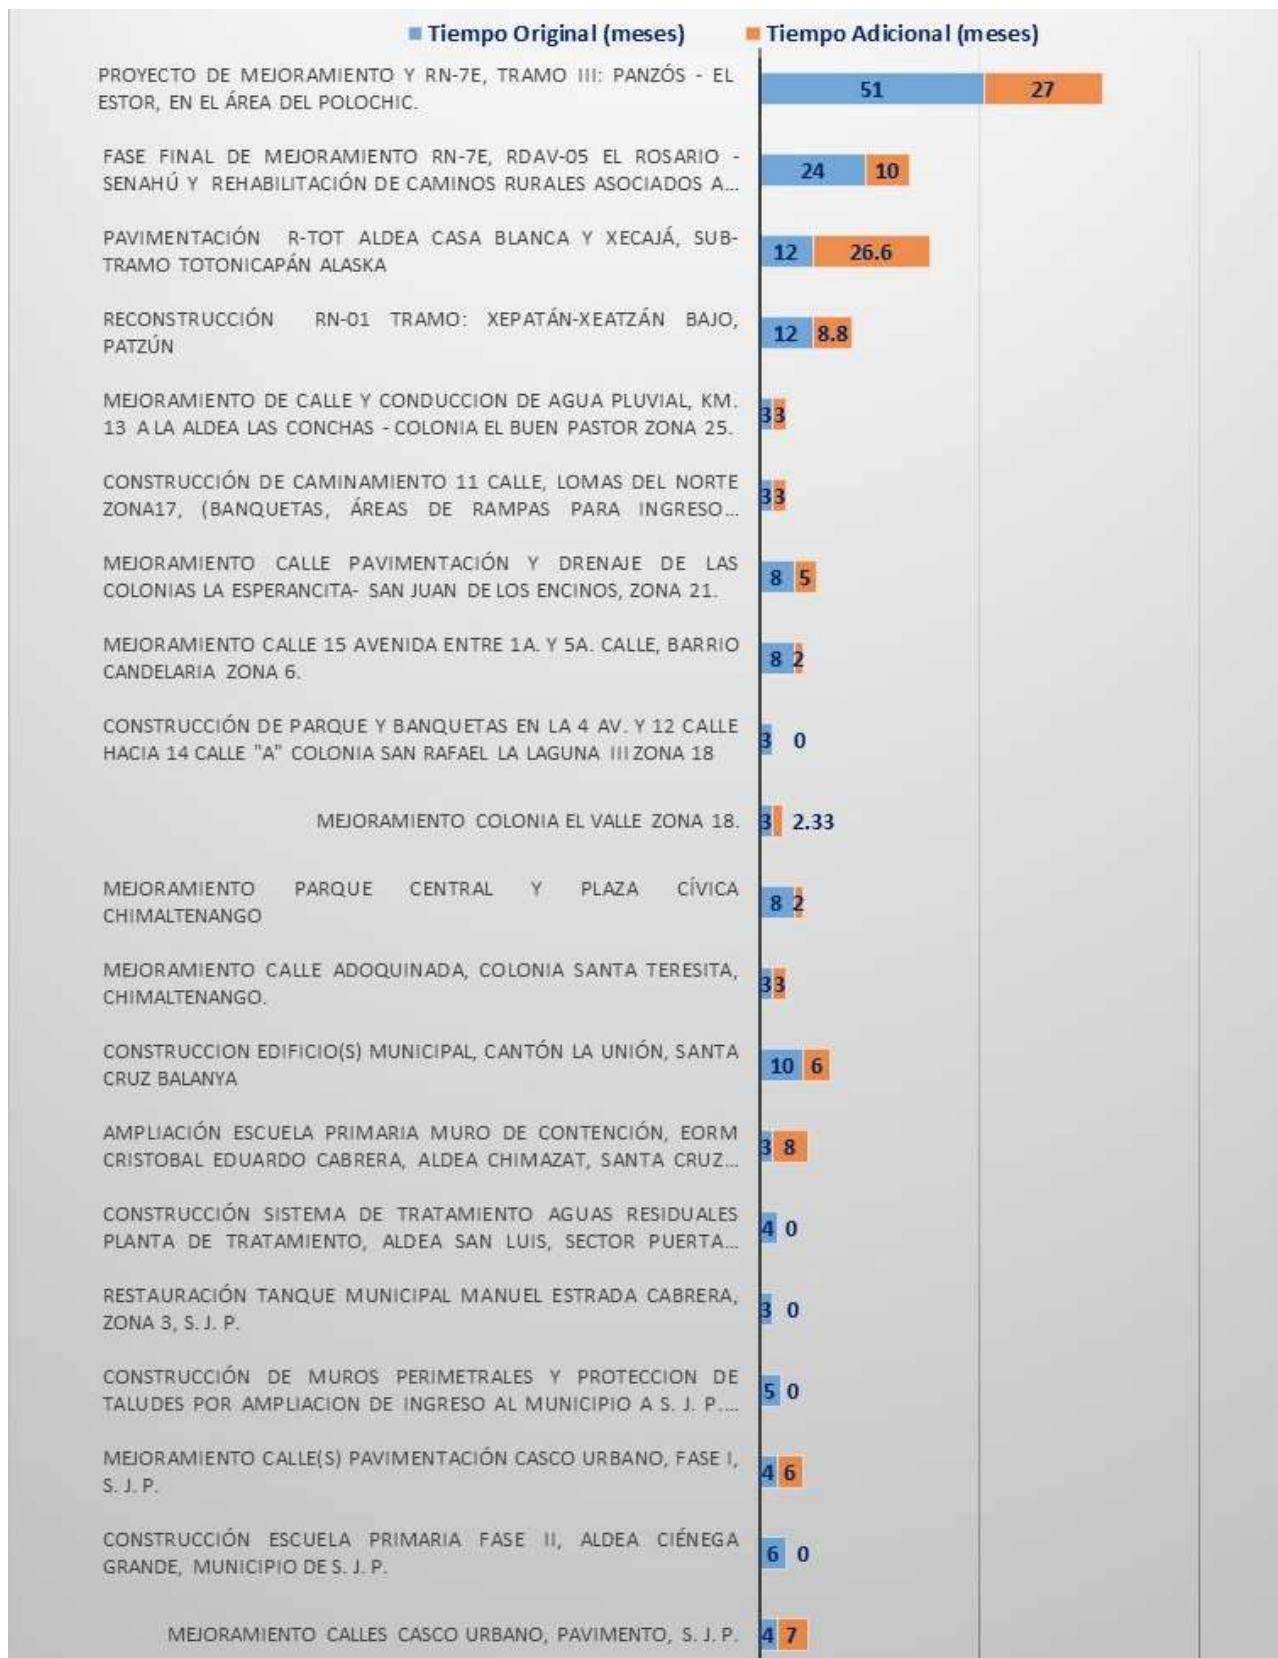 Tiempo Original (meses) Tiempo Adicional (meses)
PROYECTO DE MEJORAMIENTO Y RN-7E, TRAMO III: PANZÓS - EL
ESTOR, EN EL ÁREA DEL POLOCHIC.
51 27
FASE FINAL DE MEJORAMIENTO RN-7E, RDAV-05 EL ROSARIO -
SENAHÚ Y REHABILITACIÓN DE CAMINOS RURALES ASOCIADOS A...
24 10
PAVIMENTACIÓN R-TOT ALDEA CASA BLANCA Y XECAJÁ, SUB-
TRAMO TOTONICAPÁN ALASKA
12 26.6
RECONSTRUCCIÓN RN-01 TRAMO: XEPATÁN-XEATZÁN BAJO,
PATZÚN
12 8.8
MEJORAMIENTO DE CALLE Y CONDUCCION DE AGUA PLUVIAL, KM.
13 A LA ALDEA LAS CONCHAS - COLONIA EL BUEN PASTOR ZONA 25.
3 3
CONSTRUCCIÓN DE CAMINAMIENTO 11 CALLE, LOMAS DEL NORTE
ZONA17, (BANQUETAS, ÁREAS DE RAMPAS PARA INGRESO...
3 3
MEJORAMIENTO CALLE PAVIMENTACIÓN Y DRENAJE DE LAS
COLONIAS LA ESPERANCITA- SAN JUAN DE LOS ENCINOS, ZONA 21.
8 5
MEJORAMIENTO CALLE 15 AVENIDA ENTRE 1A. Y 5A. CALLE, BARRIO
CANDELARIA ZONA 6.
8 2
CONSTRUCCIÓN DE PARQUE Y BANQUETAS EN LA 4 AV. Y 12 CALLE
HACIA 14 CALLE "A" COLONIA SAN RAFAEL LA LAGUNA III ZONA 18
3 0
MEJORAMIENTO COLONIA EL VALLE ZONA 18.
3 2.33
MEJORAMIENTO PARQUE CENTRAL Y PLAZA CÍVICA
CHIMALTENANGO
8 2
MEJORAMIENTO CALLE ADOQUINADA, COLONIA SANTA TERESITA,
CHIMALTENANGO.
3 3
CONSTRUCCION EDIFICIO(S) MUNICIPAL, CANTÓN LA UNIÓN, SANTA
CRUZ BALANYA
10 6
AMPLIACIÓN ESCUELA PRIMARIA MURO DE CONTENCIÓN, EORM
CRISTOBAL EDUARDO CABRERA, ALDEA CHIMAZAT, SANTA CRUZ...
3 8
CONSTRUCCIÓN SISTEMA DE TRATAMIENTO AGUAS RESIDUALES
PLANTA DE TRATAMIENTO, ALDEA SAN LUIS, SECTOR PUERTA...
4 0
RESTAURACIÓN TANQUE MUNICIPAL MANUEL ESTRADA CABRERA,
ZONA 3, S. J. P.
3 0
CONSTRUCCIÓN DE MUROS PERIMETRALES Y PROTECCION DE
TALUDES POR AMPLIACION DE INGRESO AL MUNICIPIO A S. J. P....
5 0
MEJORAMIENTO CALLE(S) PAVIMENTACIÓN CASCO URBANO, FASE I,
S. J. P.
4 6
CONSTRUCCIÓN ESCUELA PRIMARIA FASE II, ALDEA CIÉNEGA
GRANDE, MUNICIPIO DE S. J. P.
6 0
MEJORAMIENTO CALLES CASCO URBANO, PAVIMENTO, S. J. P.
4 7